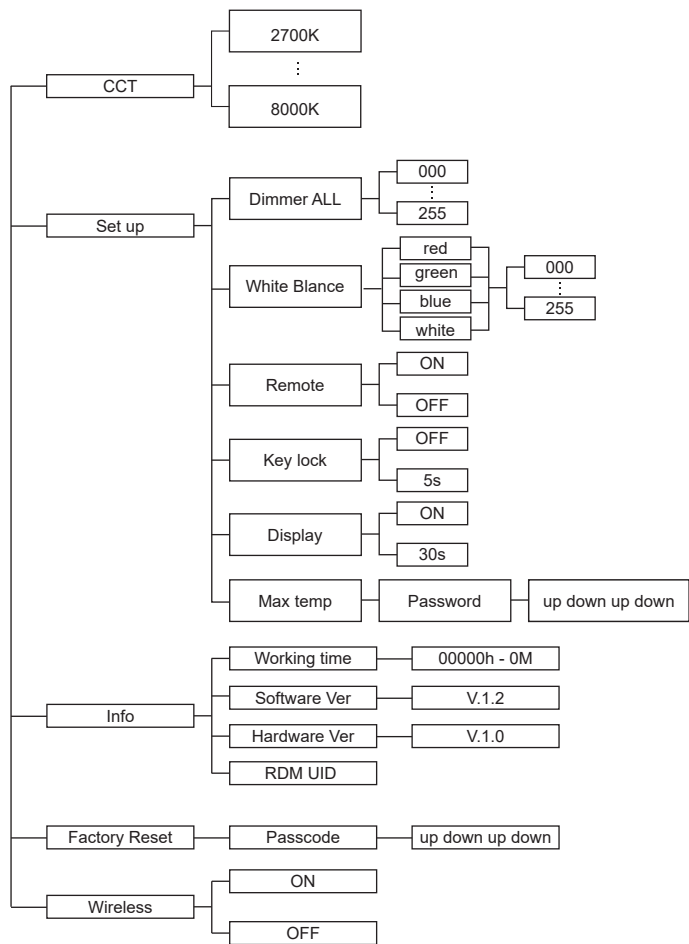 CCT
2700K
8000K
Set up
Dimmer ALL
000
255
White Blance
red
green
blue
white
000
255
Remote
ON
OFF
Key lock
OFF
5s
Display
ON
30s
Max temp
Password
up down up down
Info
Working time
00000h - 0M
Software Ver
V.1.2
Hardware Ver
V.1.0
RDM UID
Factory Reset
Passcode
up down up down
Wireless
ON
OFF